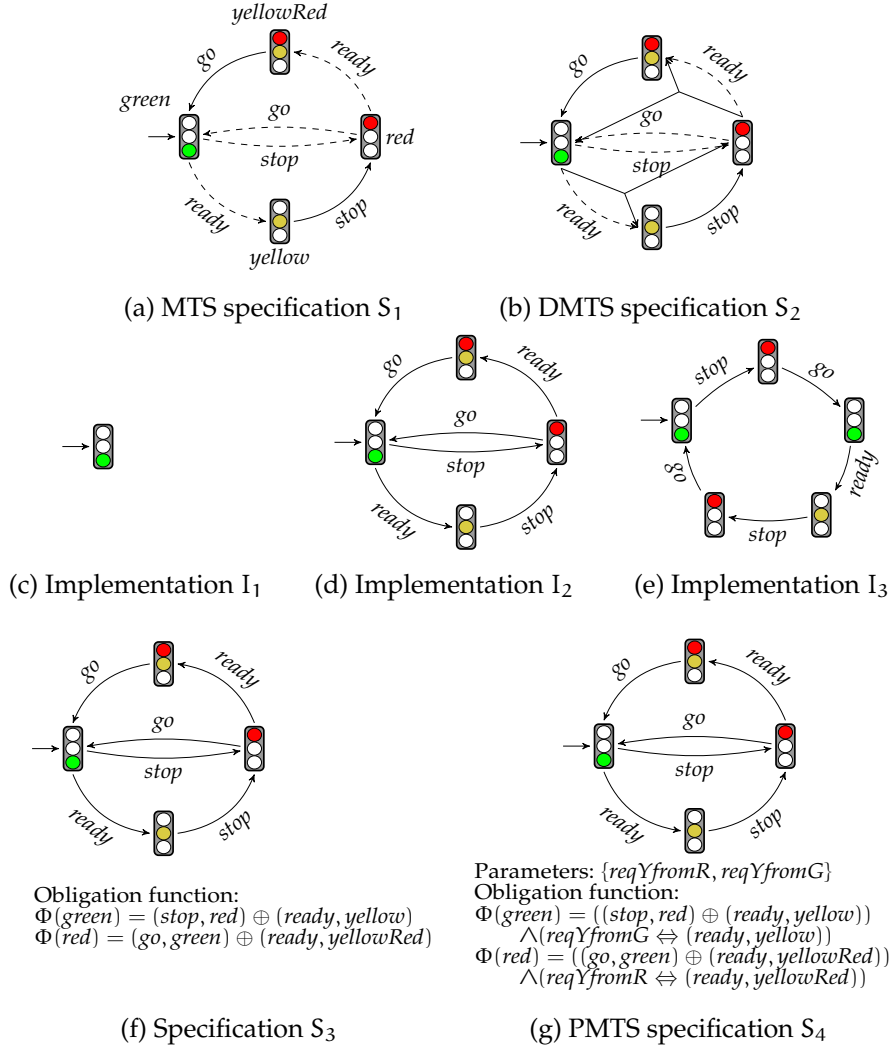 yellowRed
go
ready
green
go
red
stop
ready
stop
yellow
(a) MTS specification S₁
go
ready
go
stop
ready
stop
(b) DMTS specification S₂
(c) Implementation I₁
go
ready
go
stop
ready
stop
(d) Implementation I₂
stop
go
ready
go
stop
(e) Implementation I₃
go
ready
go
stop
ready
stop
Obligation function:
Φ(green) = (stop, red) ⊕ (ready, yellow)
Φ(red) = (go, green) ⊕ (ready, yellowRed)
(f) Specification S₃
go
ready
go
stop
ready
stop
Parameters: {reqYfromR, reqYfromG}
Obligation function:
Φ(green) = ((stop, red) ⊕ (ready, yellow))
∧(reqYfromG ⇔ (ready, yellow))
Φ(red) = ((go, green) ⊕ (ready, yellowRed))
∧(reqYfromR ⇔ (ready, yellowRed))
(g) PMTS specification S₄